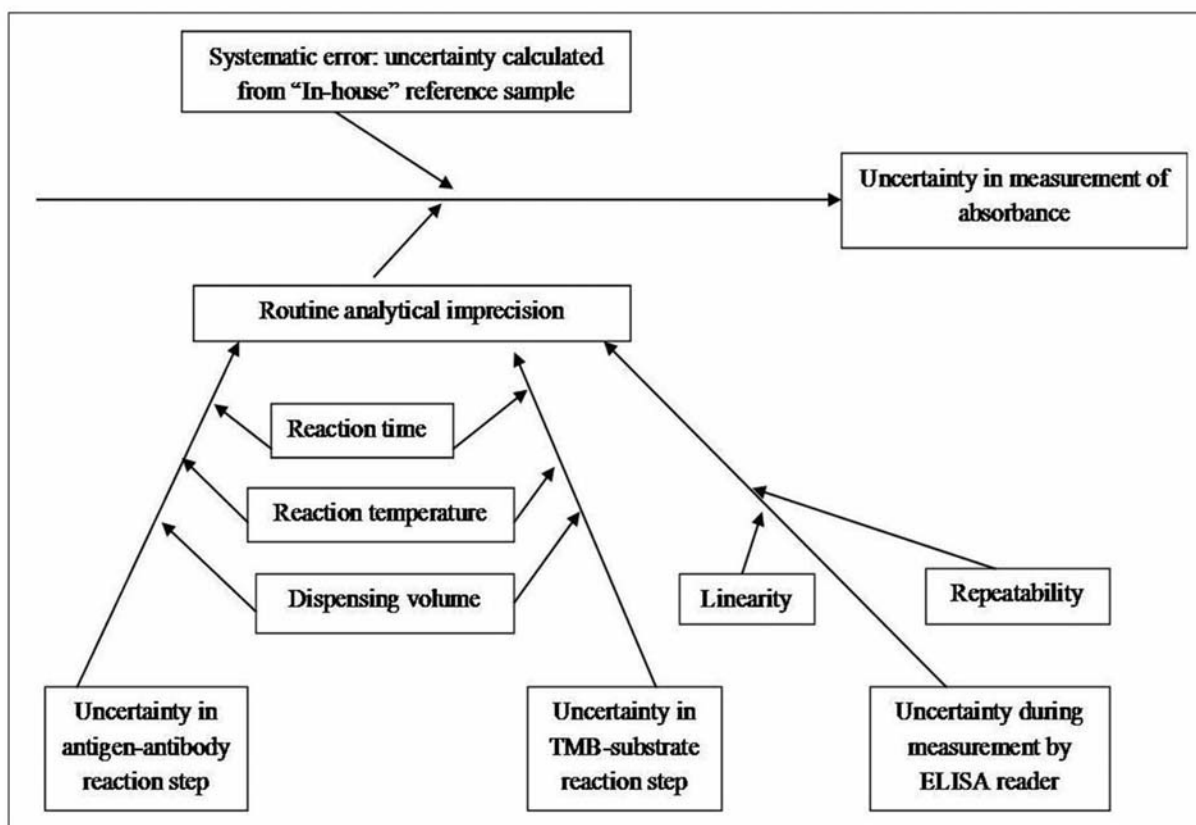 Systematic error: uncertainty calculated
from “In-house” reference sample
Uncertainty in measurement of
absorbance
Routine analytical imprecision
Reaction time
Reaction temperature
Dispensing volume
Linearity
Repeatability
Uncertainty in
antigen-antibody
reaction step
Uncertainty in
TMB-substrate
reaction step
Uncertainty during
measurement by
ELISA reader